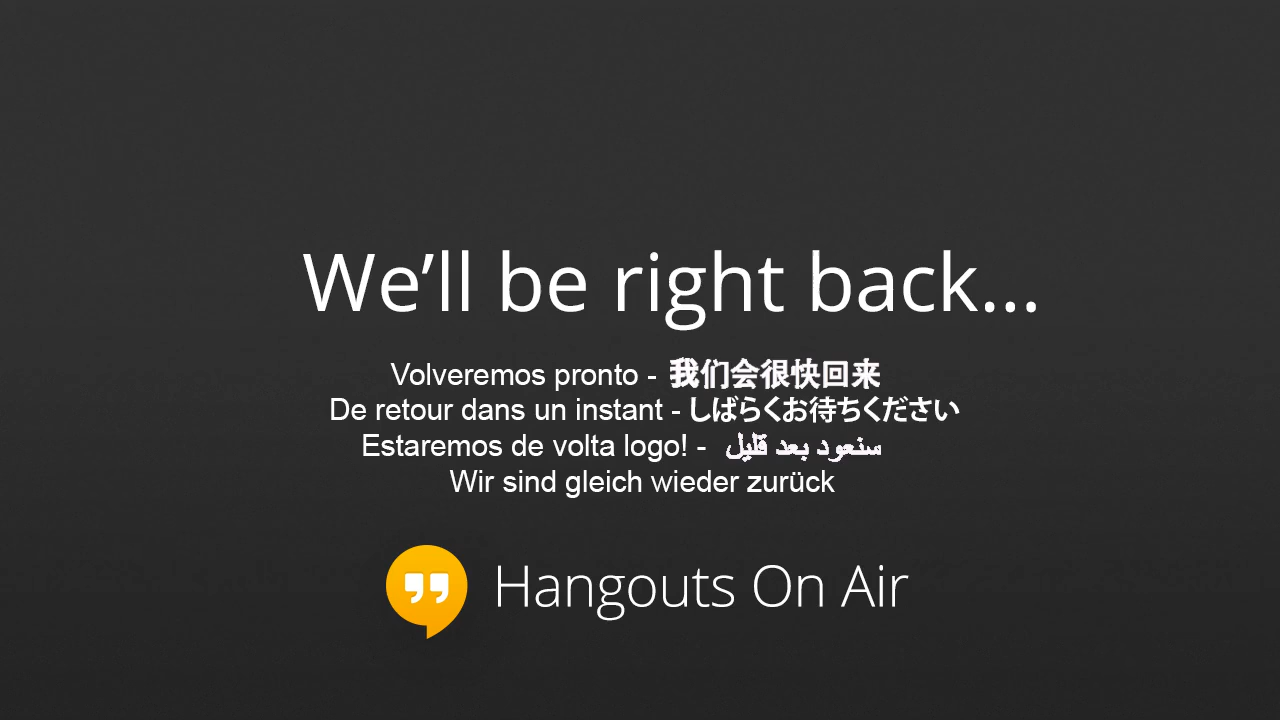 We'll be right back...
Volveremos pronto - 我们会很快回来
De retour dans un instant - しばらくお待ちください
Estaremos de volta logo! - سنعود بعد قليل
Wir sind gleich wieder zurück
Hangouts On Air